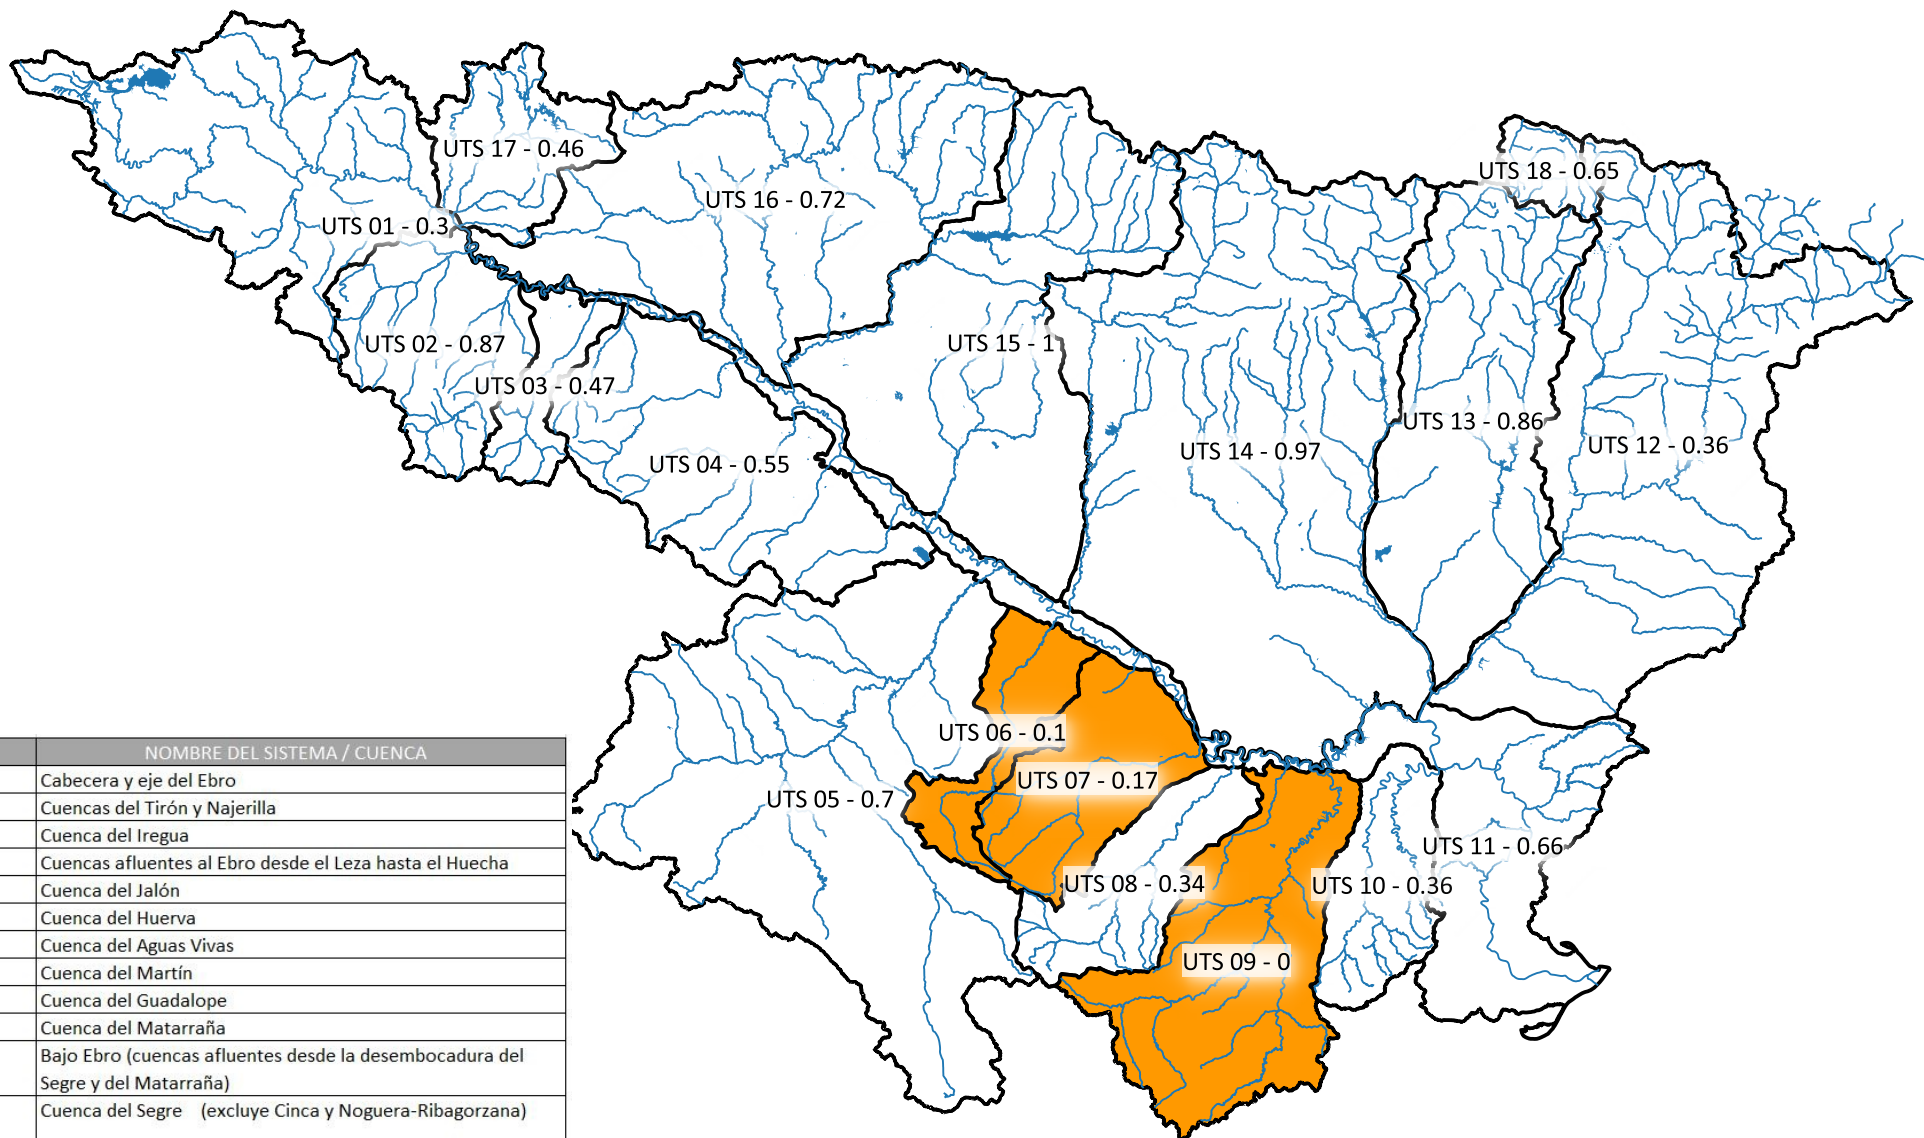 UTS 17 - 0.46
UTS 18 - 0.65
UTS 16 - 0.72
UTS 01 - 0.3
UTS 02 - 0.87
UTS 15 - 1
UTS 03 - 0.47
UTS 13 - 0.86
UTS 12 - 0.36
UTS 14 - 0.97
UTS 04 - 0.55
UTS 06 - 0.1
UTS 07 - 0.17
UTS 05 - 0.7
UTS 11 - 0.66
UTS 08 - 0.34
UTS 10 - 0.36
UTS 09 - 0
NOMBRE DEL SISTEMA / CUENCA
Cabecera y eje del Ebro
Cuencas del Tirón y Najerilla
Cuenca del Iregua
Cuencas afluentes al Ebro desde el Leza hasta el Huecha
Cuenca del Jalón
Cuenca del Huerva
Cuenca del Aguas Vivas
Cuenca del Martín
Cuenca del Guadalope
Cuenca del Matarraña
Bajo Ebro (cuencas afluentes desde la desembocadura del
Segre y del Matarraña)
Cuenca del Segre (excluye Cinca y Noguera-Ribagorzana)